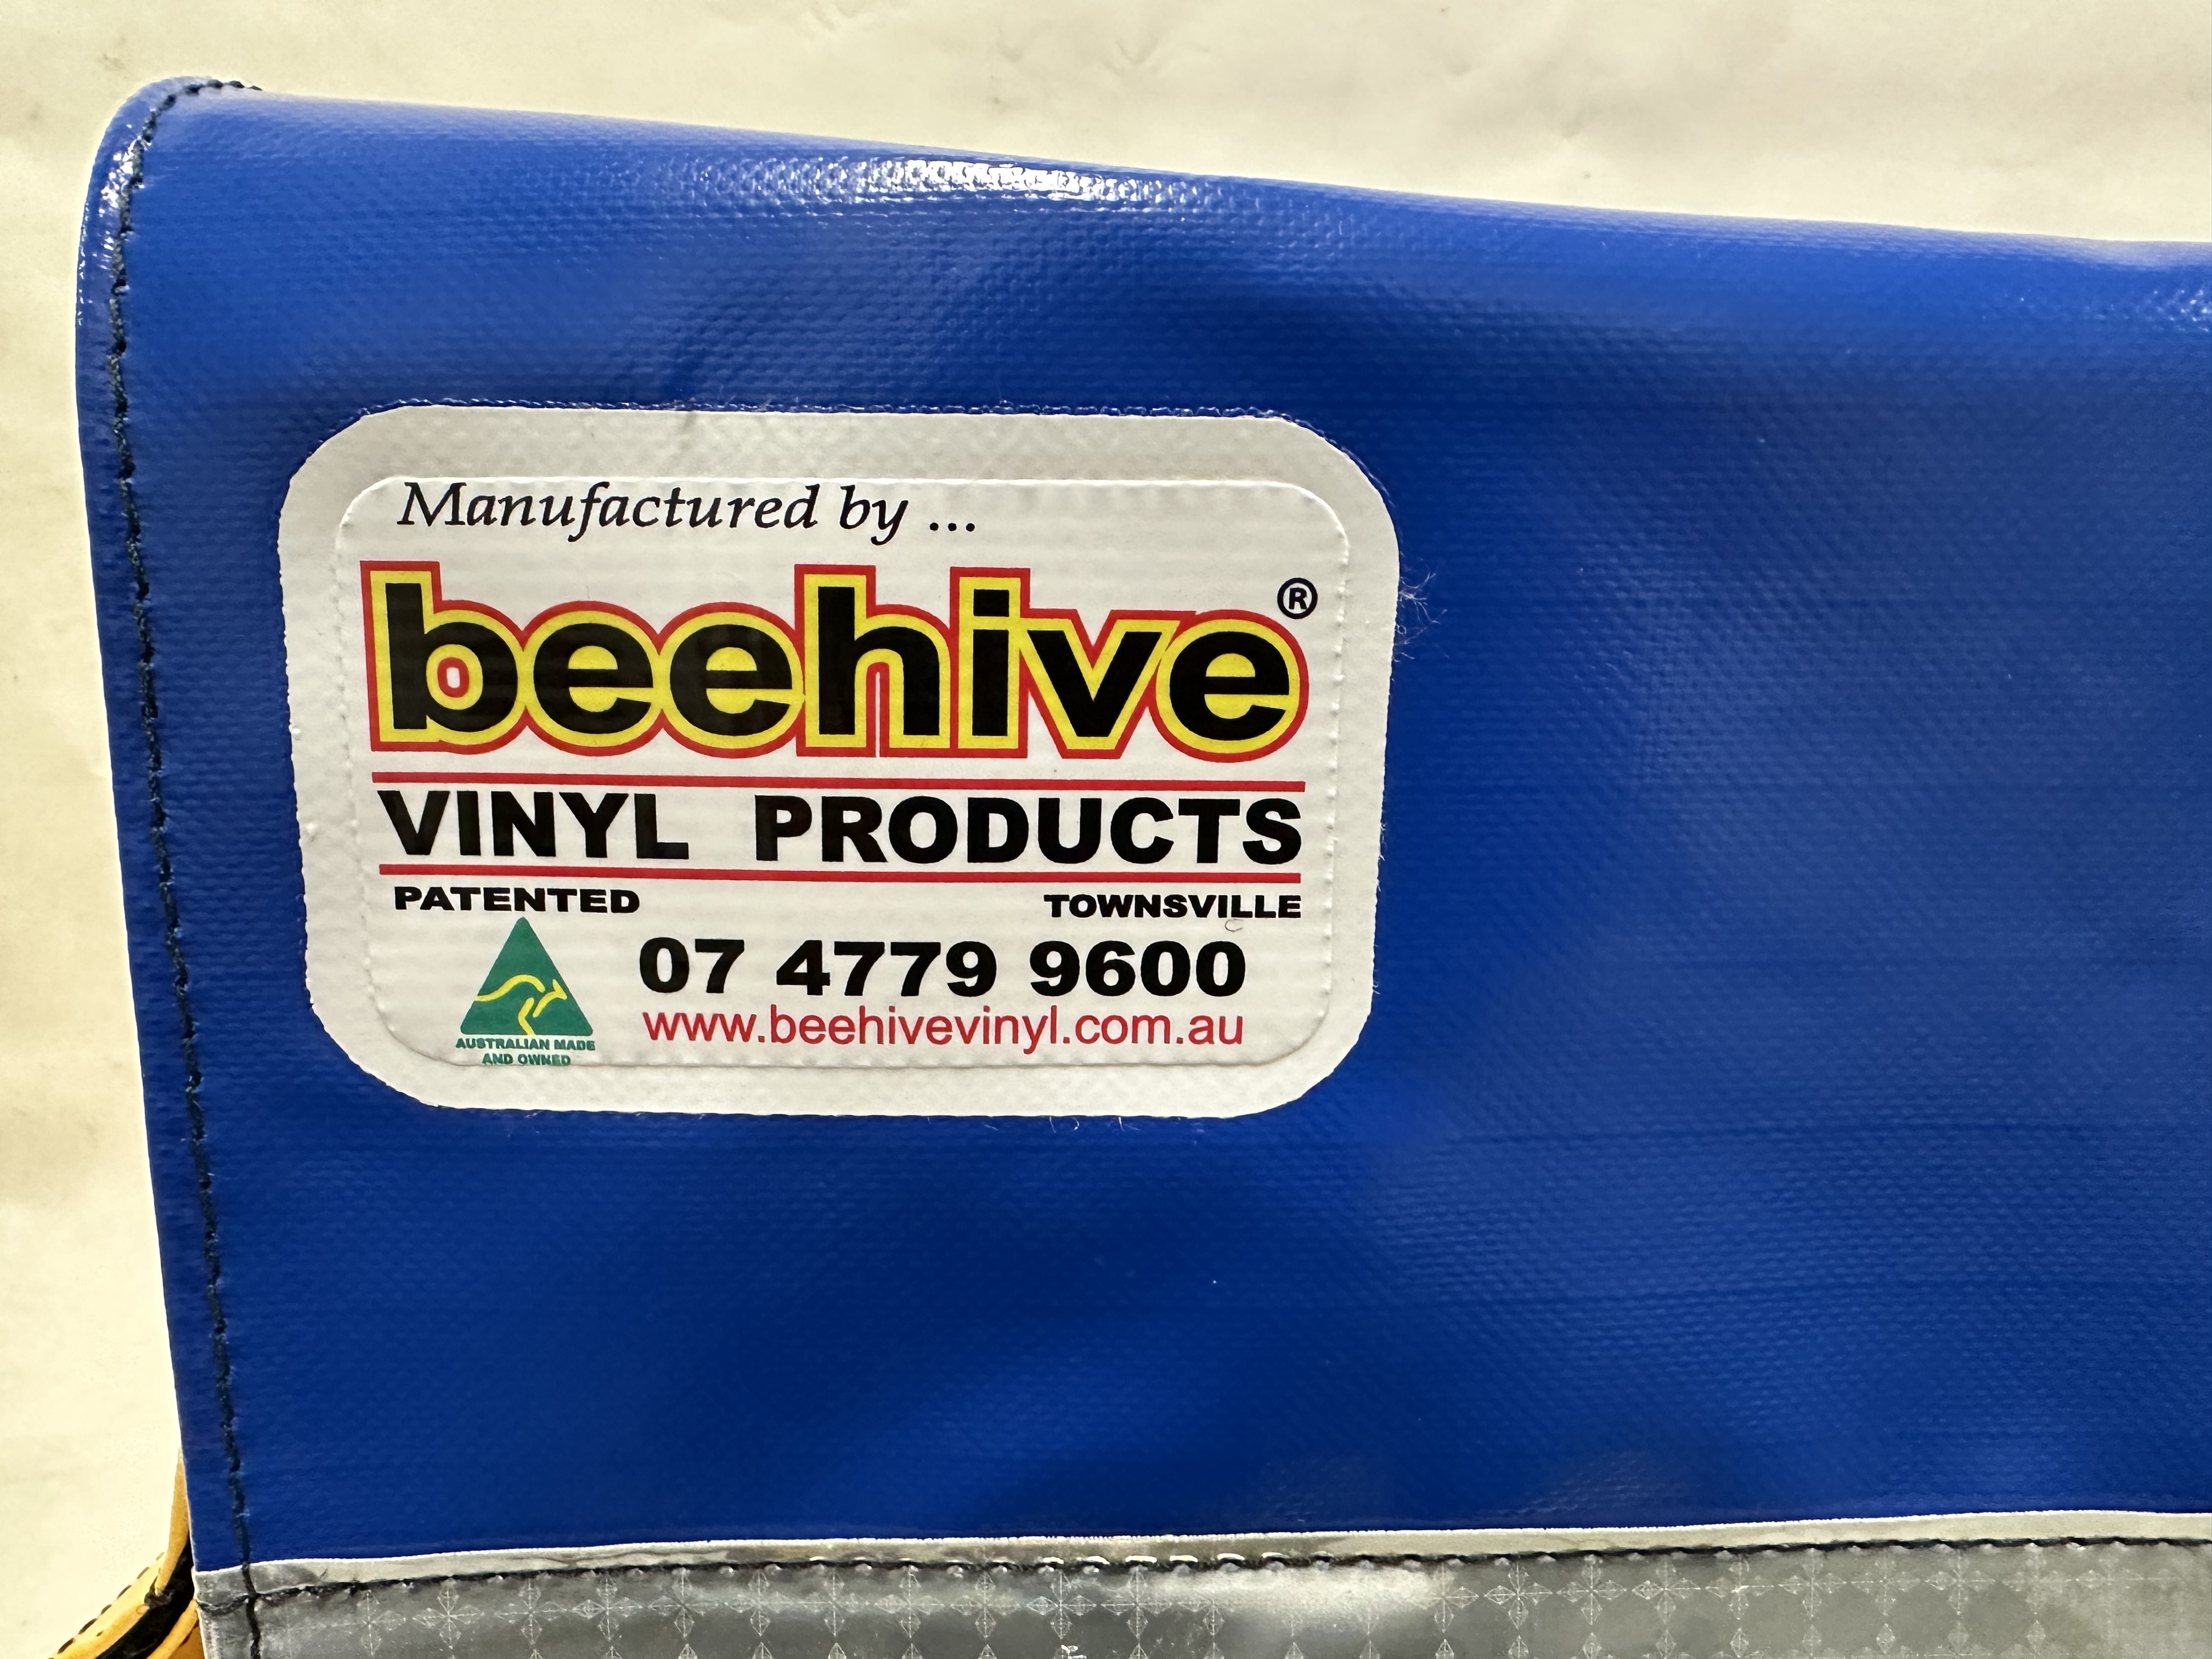 Manufactured by ...
beehive ®
VINYL PRODUCTS
PATENTED TOWNSVILLE
07 4779 9600
www.beehivevinyl.com.au
AUSTRALIAN MADE
AND OWNED